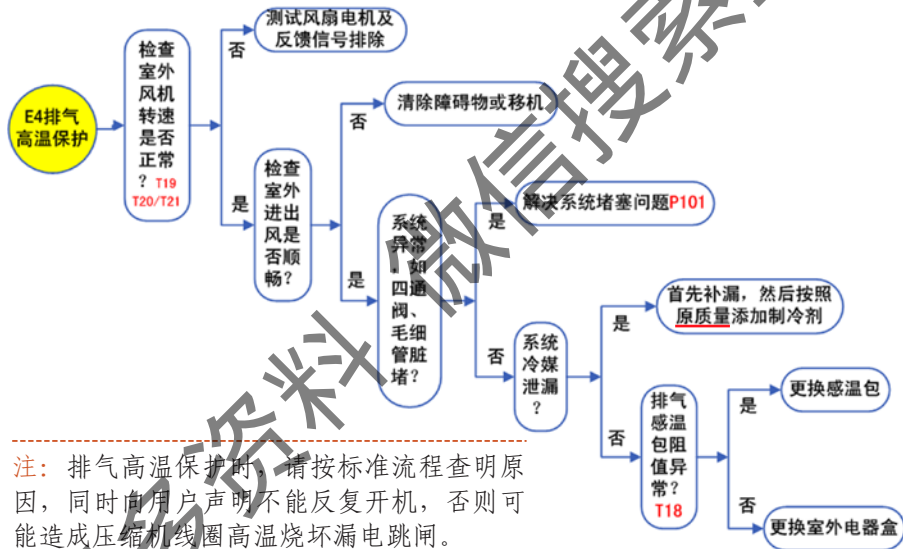 E4排气
高温保护
检查
室外
风机
转速
是否
正常
？T19
T20/T21
否
测试风扇电机及
反馈信号排除
是
检查
室外
进出
风是
否顺
畅？
否
清除障碍物或移机
是
系统
异常
，如
四通
阀、
毛细
管脏
堵？
是
解决系统堵塞问题P101
否
系统
冷媒
泄漏
？
是
首先补漏，然后按照
原质量添加制冷剂
否
排气
感温
包阻
值异
常？
T18
是
更换感温包
否
更换室外电器盒
注：排气高温保护时，请按标准流程查明原
因，同时向用户声明不能反复开机，否则可
能造成压缩机线圈高温烧坏漏电跳闸。
多资料 微信搜索